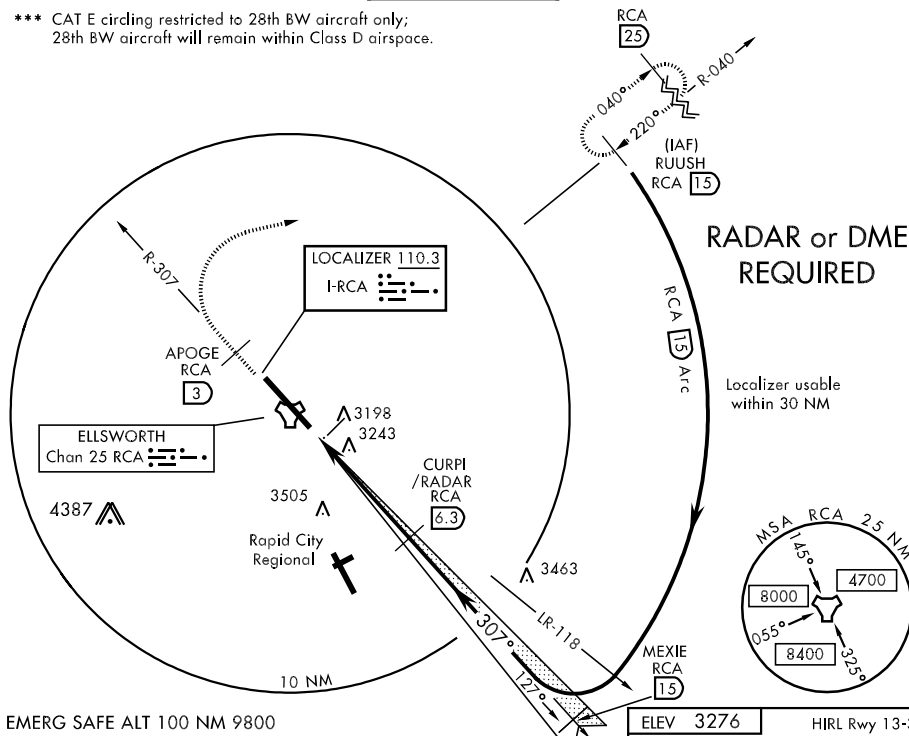 *** CAT E circling restricted to 28th BW aircraft only;
28th BW aircraft will remain within Class D airspace.
RCA
25
R-040
040°
220°
(IAF)
RUUSH
RCA 15
RADAR or DME
REQUIRED
R-307
LOCALIZER 110.3
I-RCA
RCA 15 Arc
APOGE
RCA
3
Localizer usable
within 30 NM
3198
3243
ELLSWORTH
Chan 25 RCA
CURPI
/RADAR
RCA
6.3
3505
4387
Rapid City
Regional
3463
MSA RCA 25 NM
145°
4700
8000
055°
8400
325°
LR-118
307°
127°
MEXIE
RCA
15
10 NM
EMERG SAFE ALT 100 NM 9800
ELEV 3276
HIRL Rwy 13-